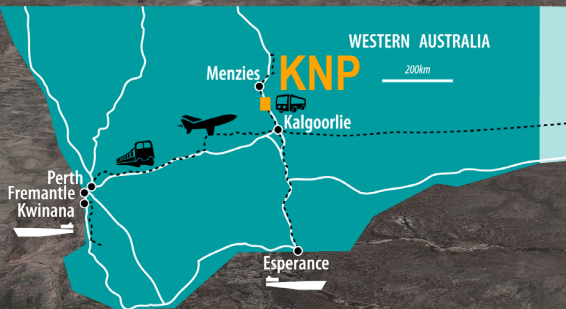 WESTERN AUSTRALIA
200km
KNP
Menzies
Kalgoorlie
Perth
Fremantle
Kwinana
Esperance